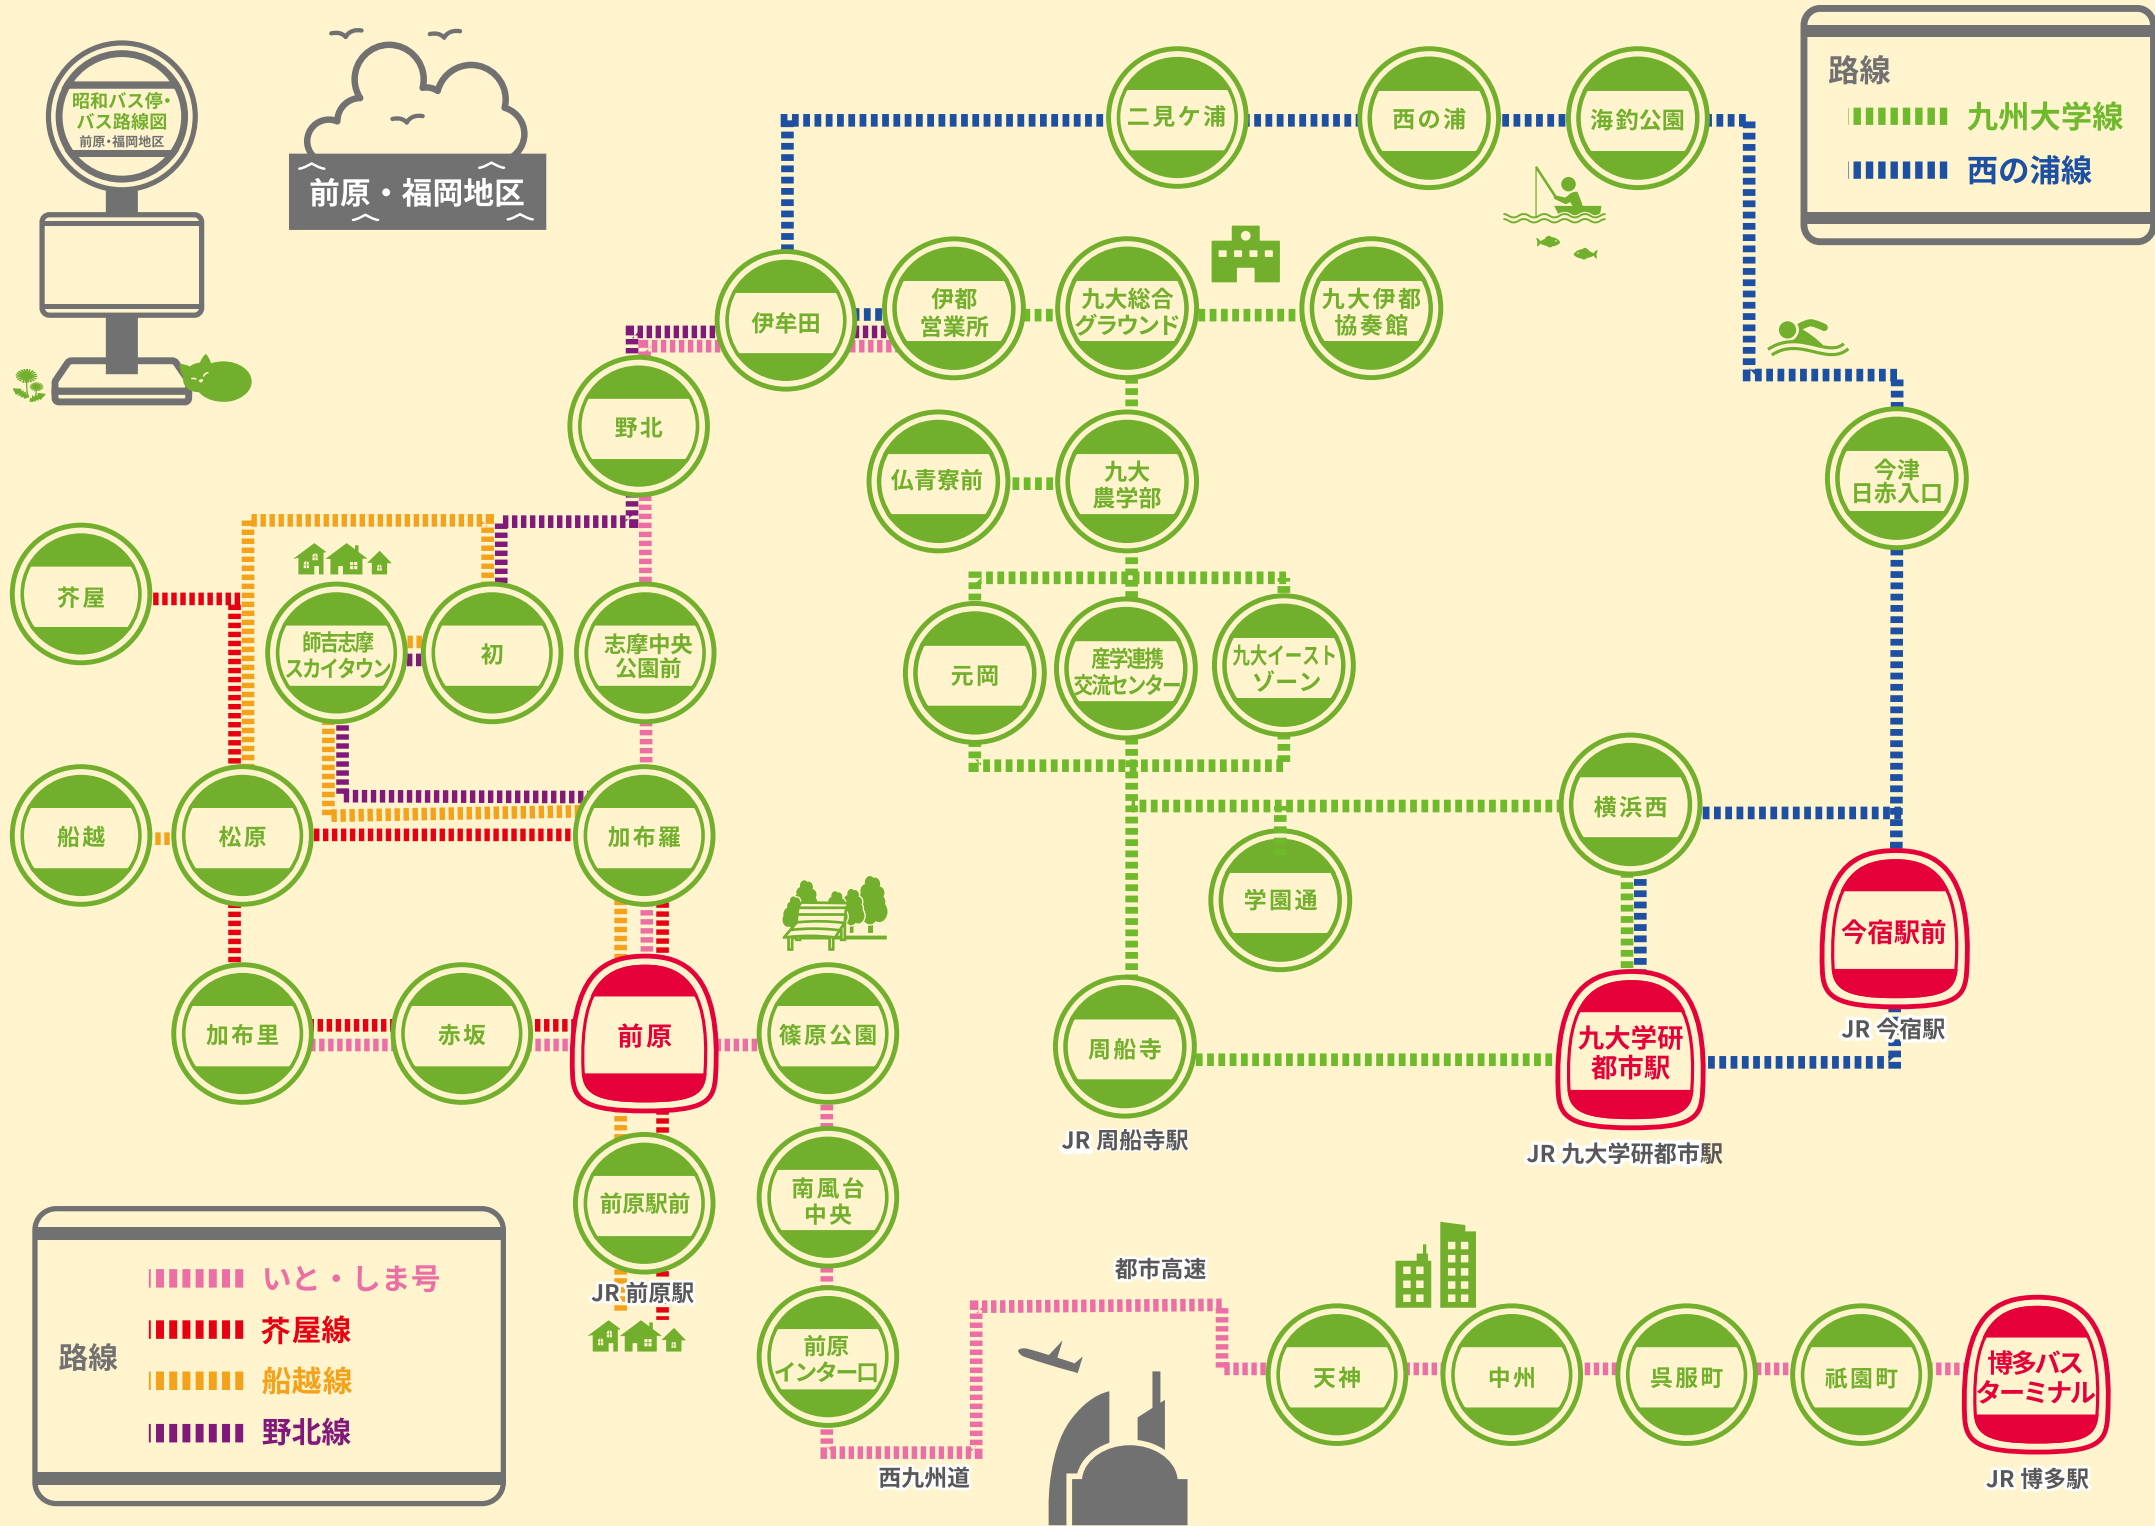 昭和バス停・
バス路線図
前原・福岡地区
前原・福岡地区
路線
九州大学線
西の浦線
二見ケ浦
西の浦
海釣公園
伊牟田
伊都
営業所
九大総合
グラウンド
九大伊都
協奏館
野北
仏青寮前
九大
農学部
今津
日赤入口
芥屋
師吉志摩
スカイタウン
初
志摩中央
公園前
元岡
産学連携
交流センター
九大イースト
ゾーン
船越
松原
加布羅
横浜西
学園通
今宿駅前
JR 今宿駅
加布里
赤坂
前原
篠原公園
周船寺
JR 周船寺駅
九大学研
都市駅
JR 九大学研都市駅
前原駅前
JR 前原駅
南風台
中央
前原
インター口
西九州道
都市高速
天神
中州
呉服町
祇園町
博多バス
ターミナル
JR 博多駅
路線
いと・しま号
芥屋線
船越線
野北線